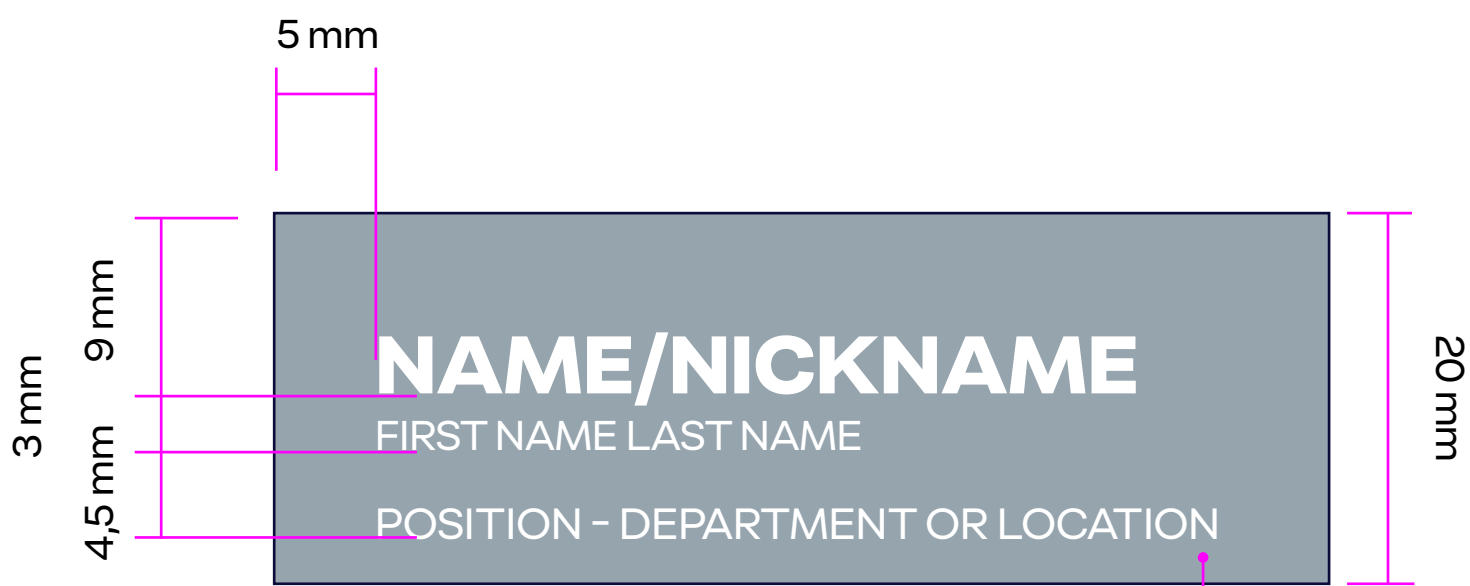 5 mm
9 mm
3 mm
4,5 mm
20 mm
NAME/NICKNAME
FIRST NAME LAST NAME
POSITION - DEPARTMENT OR LOCATION